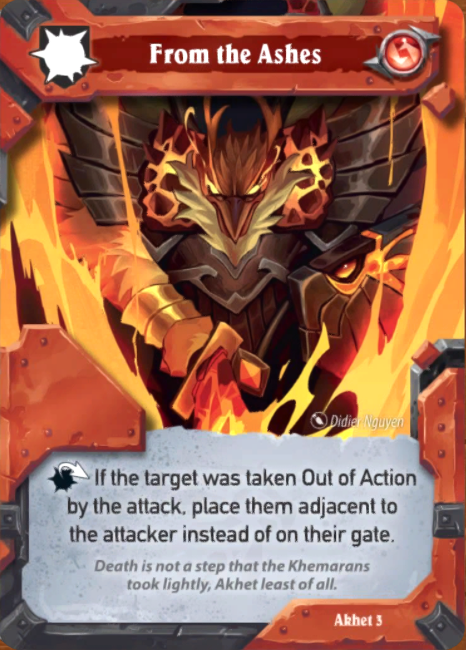 From the Ashes
Didier Nguyen
If the target was taken Out of Action
by the attack, place them adjacent to
the attacker instead of on their gate.
Death is not a step that the Khemarans
took lightly, Akhet least of all.
Akhet 3